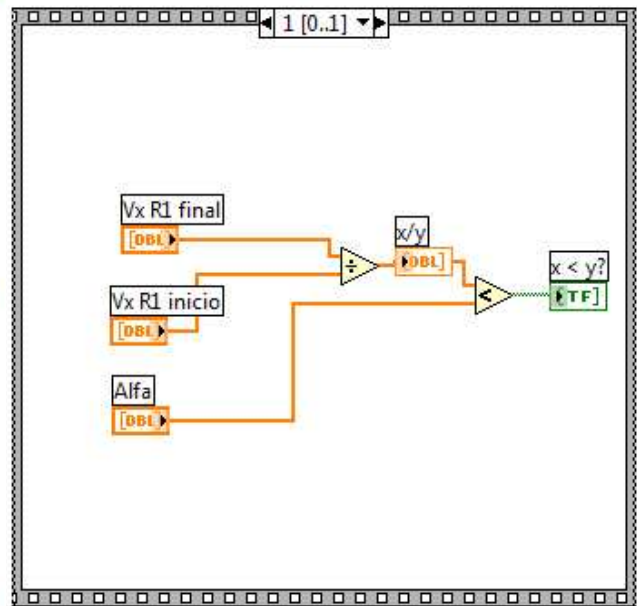 1 [0..1]
Vx R1 final
[DBL]
x/y
[DBL]
x < y?
÷
<
[TF]
Vx R1 inicio
[DBL]
Alfa
[DBL]